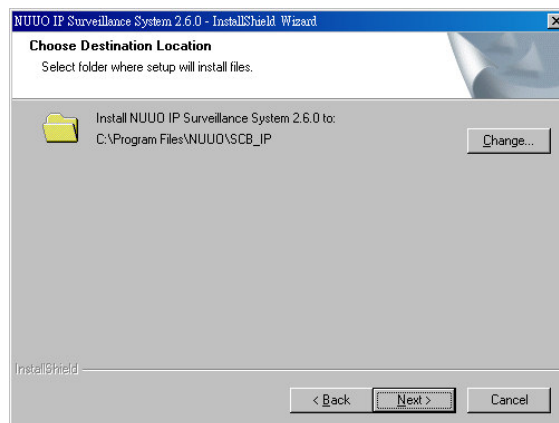 NUUO IP Surveillance System 2.6.0 - InstallShield Wizard
Choose Destination Location
Select folder where setup will install files.
Install NUUO IP Surveillance System 2.6.0 to:
C:\Program Files\NUUO\SCB_IP
Change...
InstallShield
< Back
Next >
Cancel